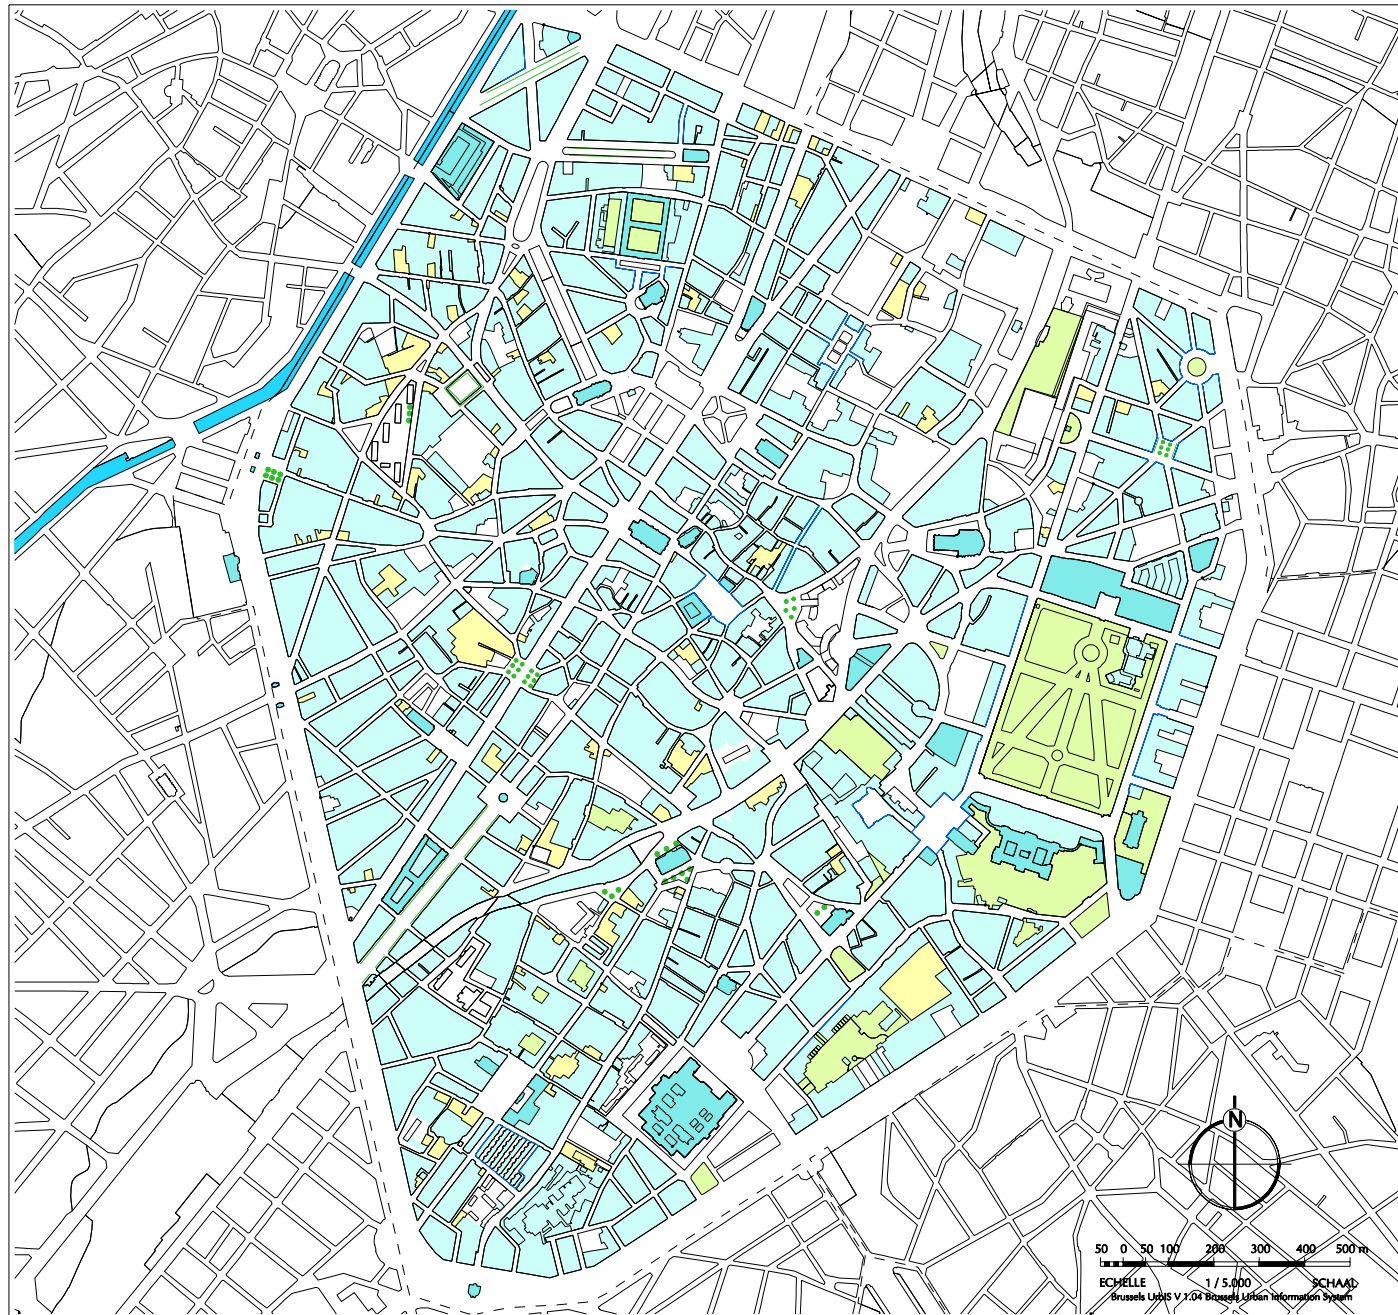 N
50 0 50 100 200 300 400 500 m
ECHELLE 1 / 5.000 SCHAAL
Brussels UrbIS V 1.04 Brussels Urban Information System